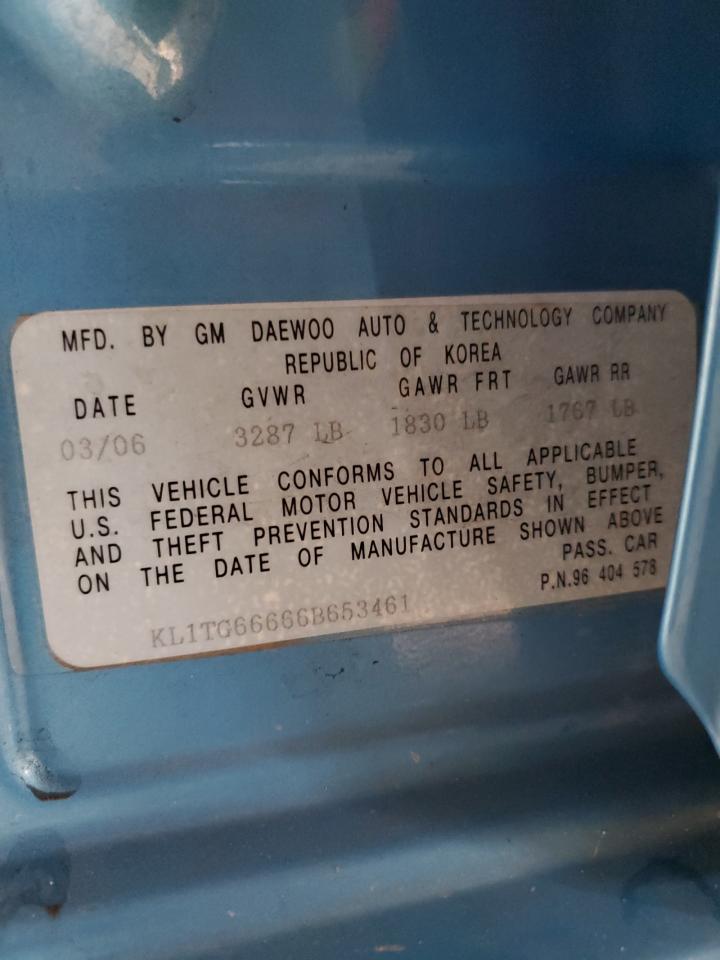 MFD. BY GM DAEWOO AUTO & TECHNOLOGY COMPANY
REPUBLIC OF KOREA
DATE GVWR GAWR FRT GAWR RR
03/06 3287 LB 1830 LB 1767 LB
THIS VEHICLE CONFORMS TO ALL APPLICABLE
U.S. FEDERAL MOTOR VEHICLE SAFETY, BUMPER,
AND THEFT PREVENTION STANDARDS IN EFFECT
ON THE DATE OF MANUFACTURE SHOWN ABOVE
PASS. CAR
P.N.96 404 578
KL1TG66666B653461